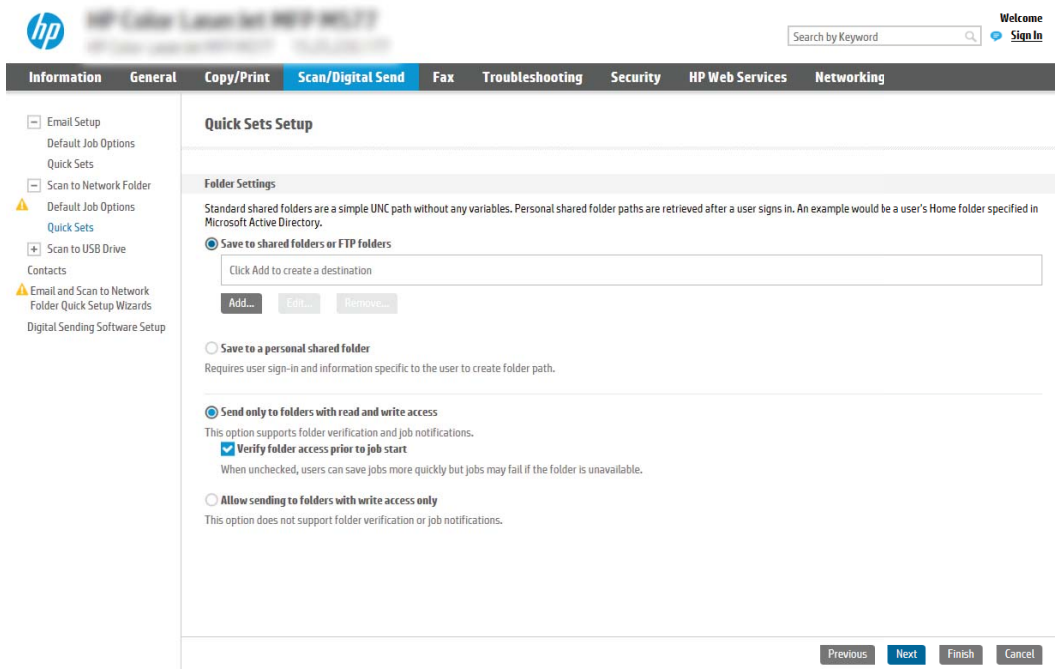 hp
HP Color LaserJet MFP M577
Welcome
Search by Keyword
Sign In
Information General Copy/Print Scan/Digital Send Fax Troubleshooting Security HP Web Services Networking
Email Setup
Default Job Options
Quick Sets
Scan to Network Folder
Default Job Options
Quick Sets
Scan to USB Drive
Contacts
Email and Scan to Network
Folder Quick Setup Wizards
Digital Sending Software Setup
Quick Sets Setup
Folder Settings
Standard shared folders are a simple UNC path without any variables. Personal shared folder paths are retrieved after a user signs in. An example would be a user's Home folder specified in
Microsoft Active Directory.
Save to shared folders or FTP folders
Click Add to create a destination
Add... Edit... Remove...
Save to a personal shared folder
Requires user sign-in and information specific to the user to create folder path.
Send only to folders with read and write access
This option supports folder verification and job notifications.
Verify folder access prior to job start
When unchecked, users can save jobs more quickly but jobs may fail if the folder is unavailable.
Allow sending to folders with write access only
This option does not support folder verification or job notifications.
Previous Next Finish Cancel